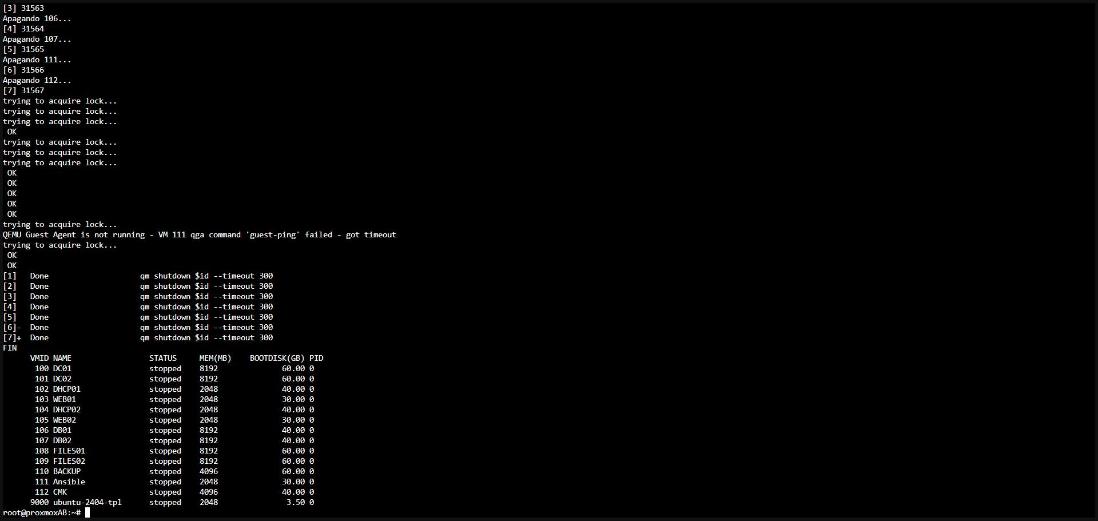 [3] 31563
Apagando 106...
[4] 31564
Apagando 107...
[5] 31565
Apagando 111...
[6] 31566
Apagando 112...
[7] 31567
trying to acquire lock...
trying to acquire lock...
trying to acquire lock...
 OK
trying to acquire lock...
trying to acquire lock...
trying to acquire lock...
 OK
 OK
 OK
 OK
 OK
trying to acquire lock...
QEMU Guest Agent is not running - VM 111 qga command 'guest-ping' failed - got timeout
trying to acquire lock...
 OK
 OK
[1]   Done                    qm shutdown $id --timeout 300
[2]   Done                    qm shutdown $id --timeout 300
[3]   Done                    qm shutdown $id --timeout 300
[4]   Done                    qm shutdown $id --timeout 300
[5]   Done                    qm shutdown $id --timeout 300
[6]-  Done                    qm shutdown $id --timeout 300
[7]+  Done                    qm shutdown $id --timeout 300
FIN
      VMID NAME                 STATUS     MEM(MB)    BOOTDISK(GB) PID
       100 DC01                 stopped    8192              60.00 0
       101 DC02                 stopped    8192              60.00 0
       102 DHCP01               stopped    2048              40.00 0
       103 WEB01                stopped    2048              30.00 0
       104 DHCP02               stopped    2048              40.00 0
       105 WEB02                stopped    2048              30.00 0
       106 DB01                 stopped    8192              40.00 0
       107 DB02                 stopped    8192              40.00 0
       108 FILES01              stopped    8192              60.00 0
       109 FILES02              stopped    8192              60.00 0
       110 BACKUP               stopped    4096              60.00 0
       111 Ansible              stopped    2048              30.00 0
       112 CMK                  stopped    4096              40.00 0
      9000 ubuntu-2404-tpl      stopped    2048               3.50 0
root@proxmoxAB:~#